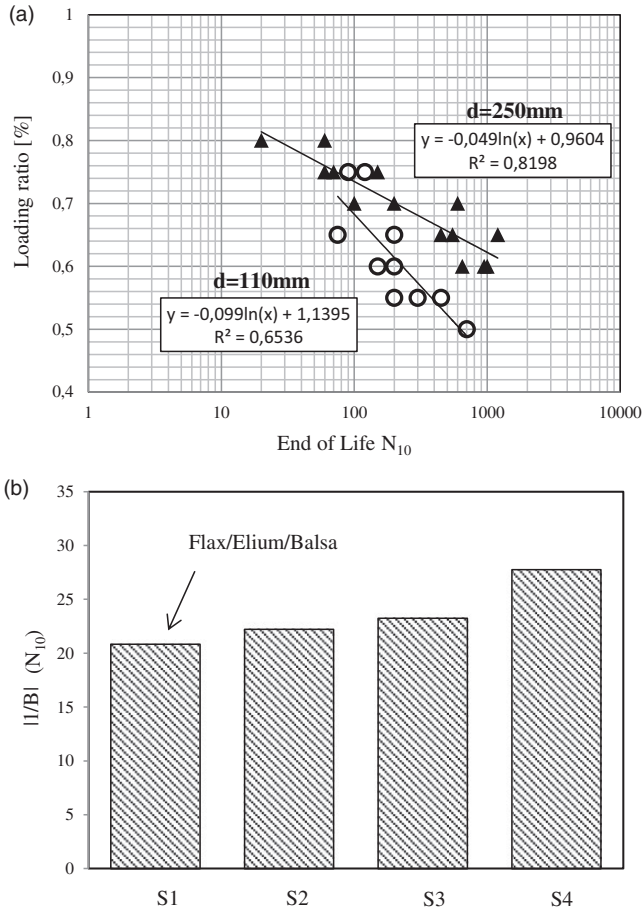 (a)
1
0,9
0,8
0,7
0,6
0,5
0,4
Loading ratio [%]
d=250mm
y = -0,049ln(x) + 0,9604
R² = 0,8198
d=110mm
y = -0,099ln(x) + 1,1395
R² = 0,6536
1 10 100 1000 10000
End of Life N₁₀
(b)
35
30
25
20
15
10
5
0
|1/B| (N₁₀)
Flax/Elium/Balsa
S1 S2 S3 S4